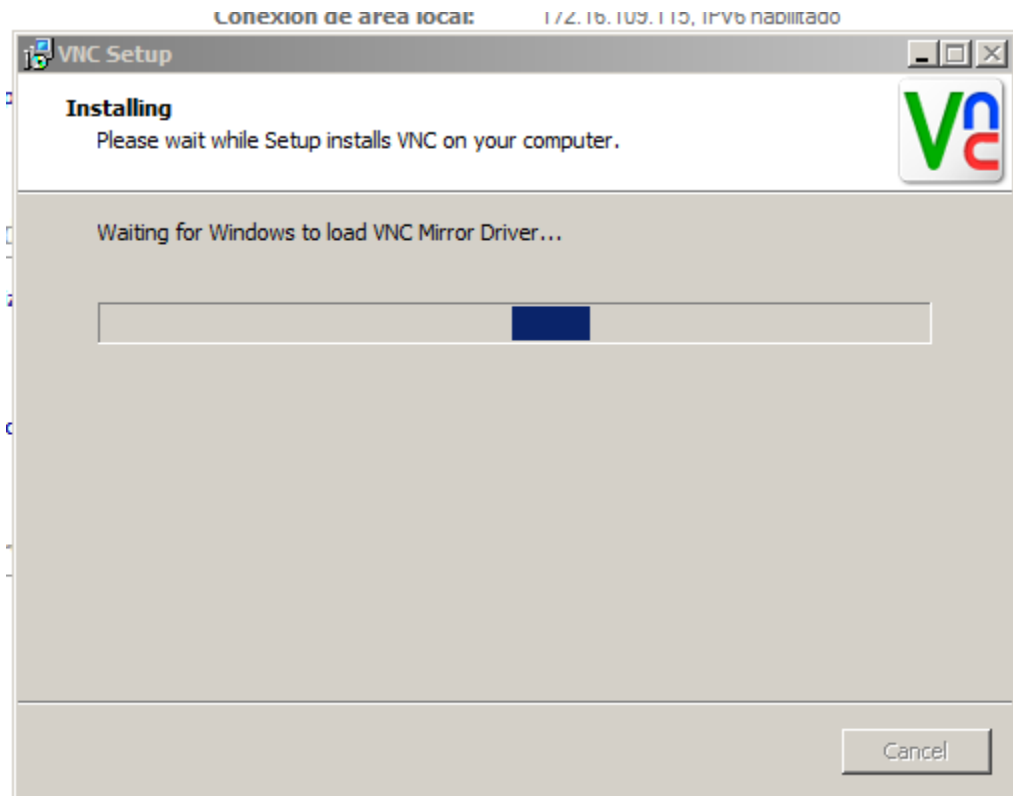 Conexión de área local: 172.16.109.115, IPv6 habilitado
VNC Setup
Installing
Please wait while Setup installs VNC on your computer.
VNC
Waiting for Windows to load VNC Mirror Driver...
Cancel